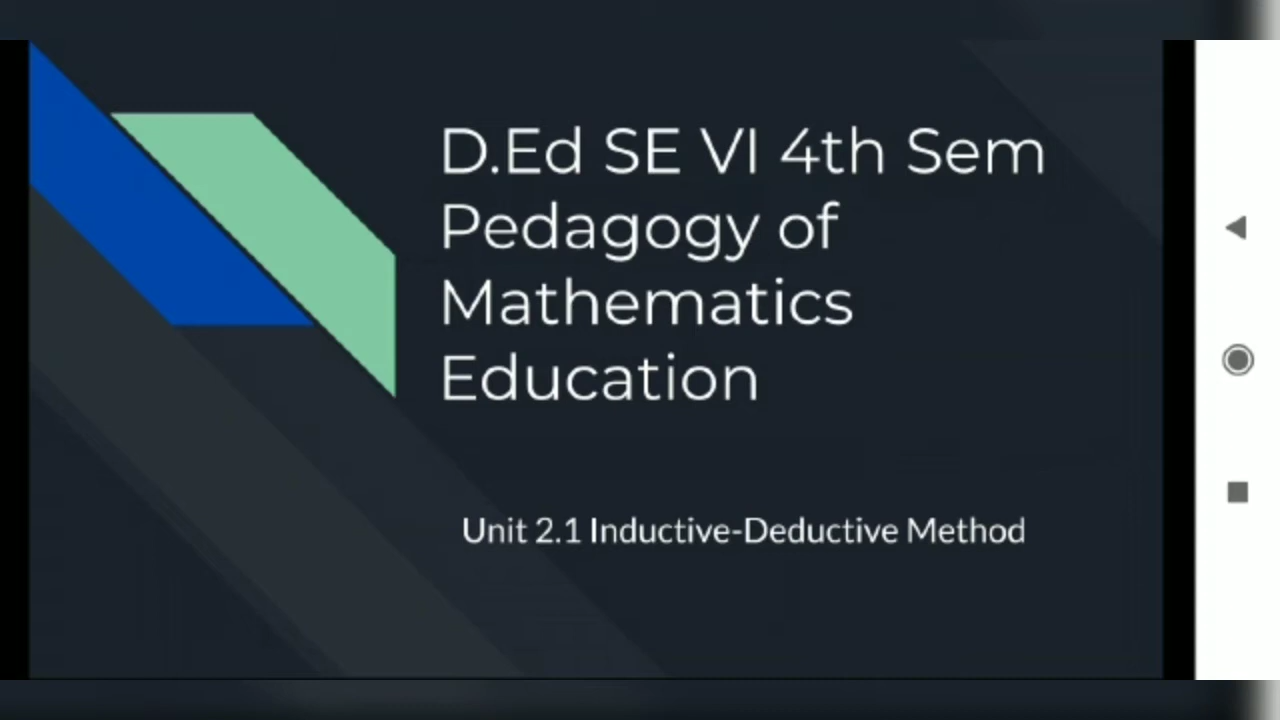 D.Ed SE VI 4th Sem
Pedagogy of
Mathematics
Education
Unit 2.1 Inductive-Deductive Method